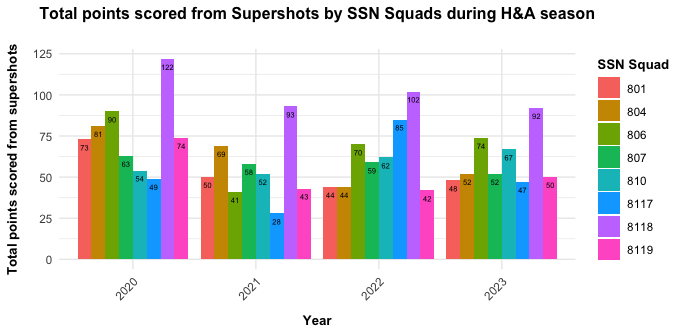 Total points scored from Supershots by SSN Squads during H&A season
Total points scored from supershots
125
100
75
50
25
0
73 81 90 63 54 49 122 74
50 69 41 58 52 28 93 43
44 44 70 59 62 85 102 42
48 52 74 52 67 47 92 50
2020 2021 2022 2023
Year
SSN Squad
801
804
806
807
810
8117
8118
8119